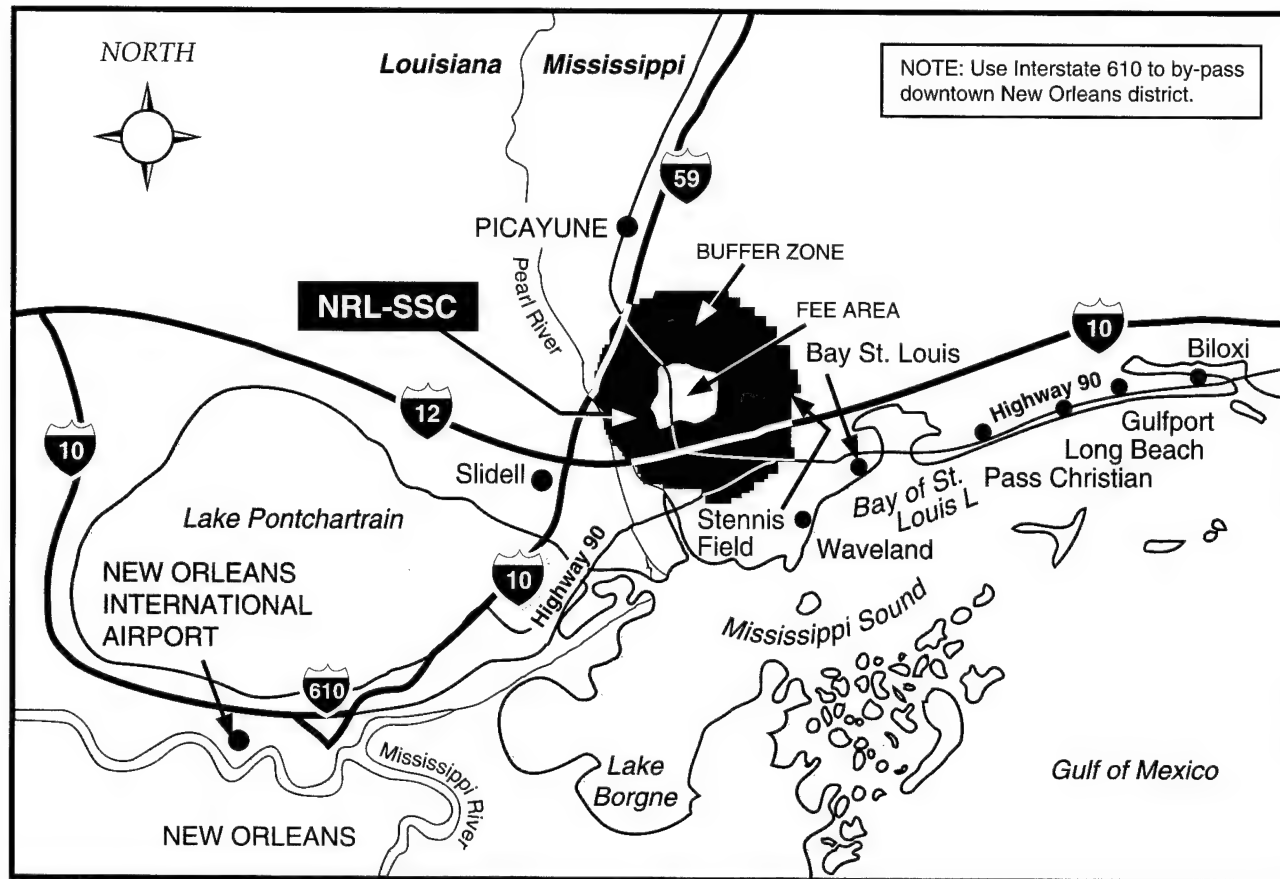 NORTH
Louisiana Mississippi
NOTE: Use Interstate 610 to by-pass
downtown New Orleans district.
59
PICAYUNE
BUFFER ZONE
Pearl River
NRL-SSC
FEE AREA
10
Bay St. Louis
Biloxi
Highway 90
12
10
Gulfport
Long Beach
Slidell
Pass Christian
Bay of St.
Louis L
Lake Pontchartrain
Stennis
Field
Waveland
Highway 90
10
NEW ORLEANS
INTERNATIONAL
AIRPORT
Mississippi Sound
610
Mississippi River
Lake
Borgne
Gulf of Mexico
NEW ORLEANS